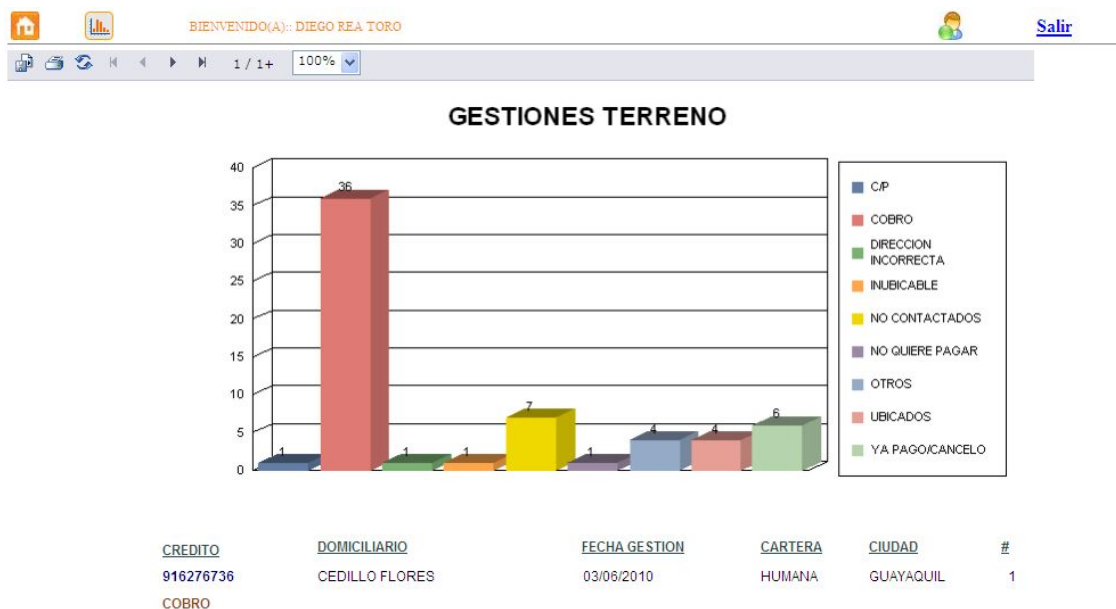 BIENVENIDO(A):: DIEGO REA TORO
Salir
1 / 1+
100%
GESTIONES TERRENO
40
35
30
25
20
15
10
5
0
1
36
1
1
7
1
4
4
6
C/P
COBRO
DIRECCION
INCORRECTA
INUBICABLE
NO CONTACTADOS
NO QUIERE PAGAR
OTROS
UBICADOS
YA PAGO/CANCELO
CREDITO DOMICILIARIO FECHA GESTION CARTERA CIUDAD #
916276736 CEDILLO FLORES 03/06/2010 HUMANA GUAYAQUIL 1
COBRO